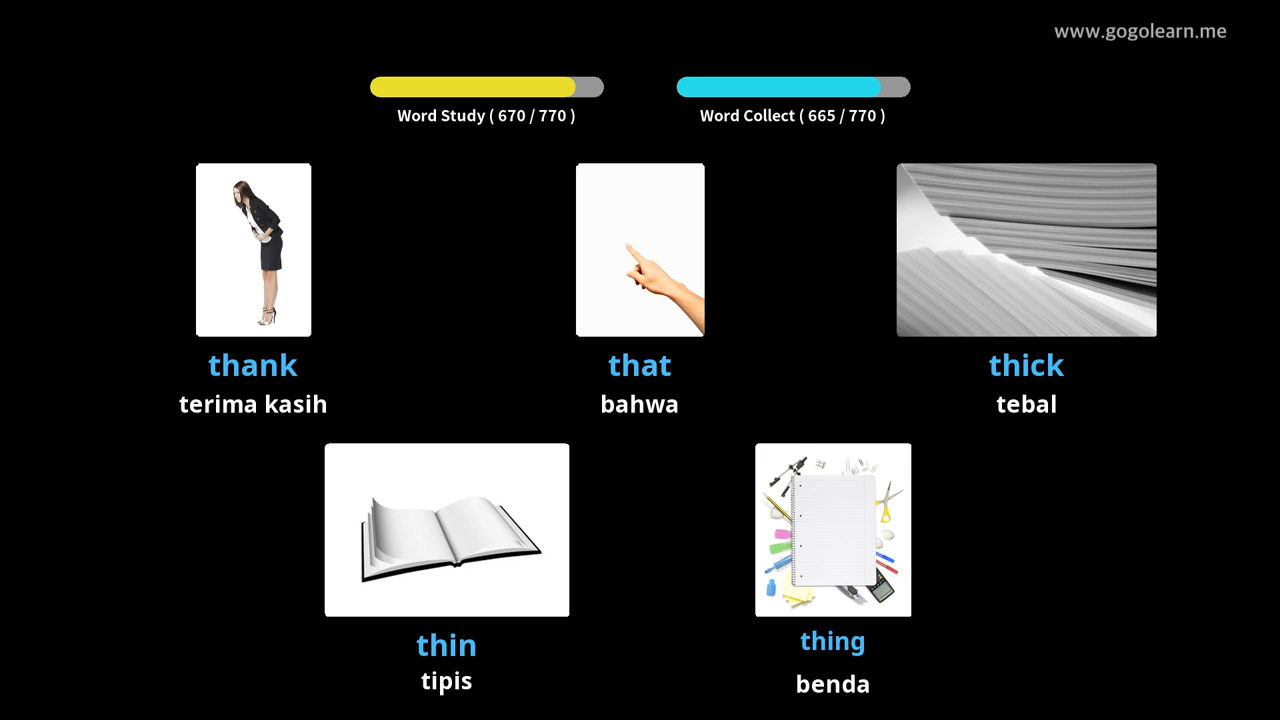 www.gogolearn.me
Word Study ( 670 / 770 )
Word Collect ( 665 / 770 )
thank
terima kasih
that
bahwa
thick
tebal
thin
tipis
thing
benda